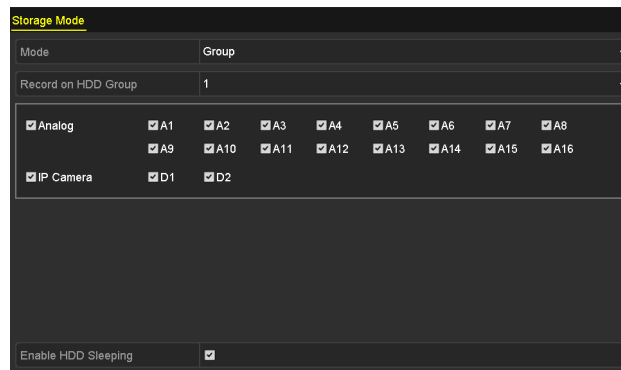 Storage Mode
Mode Group
Record on HDD Group 1
Analog A1 A2 A3 A4 A5 A6 A7 A8
A9 A10 A11 A12 A13 A14 A15 A16
IP Camera D1 D2
Enable HDD Sleeping